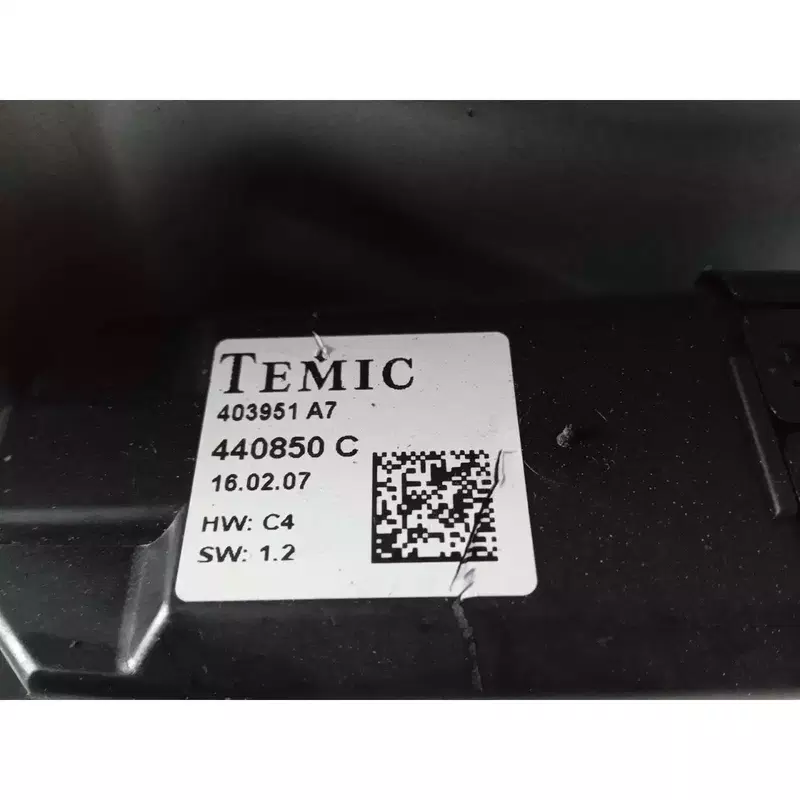 TEMIC
403951 A7
440850 C
16.02.07
HW: C4
SW: 1.2